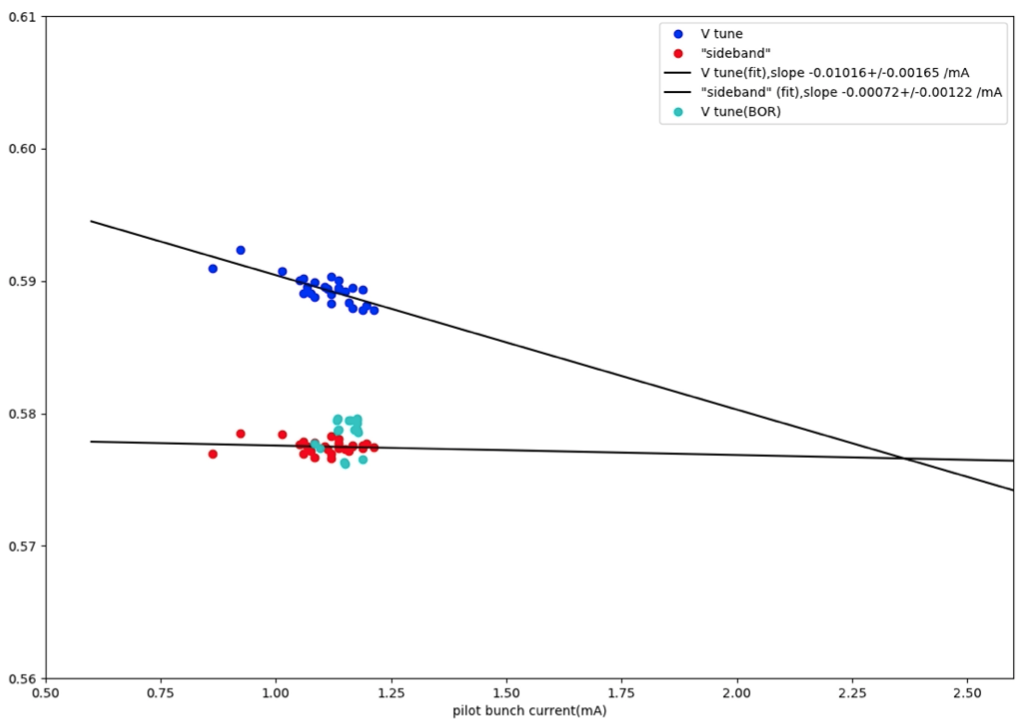 0.61
0.60
0.59
0.58
0.57
0.56
V tune
"sideband"
V tune(fit),slope -0.01016+/-0.00165 /mA
"sideband" (fit),slope -0.00072+/-0.00122 /mA
V tune(BOR)
0.50 0.75 1.00 1.25 1.50 1.75 2.00 2.25 2.50
pilot bunch current(mA)